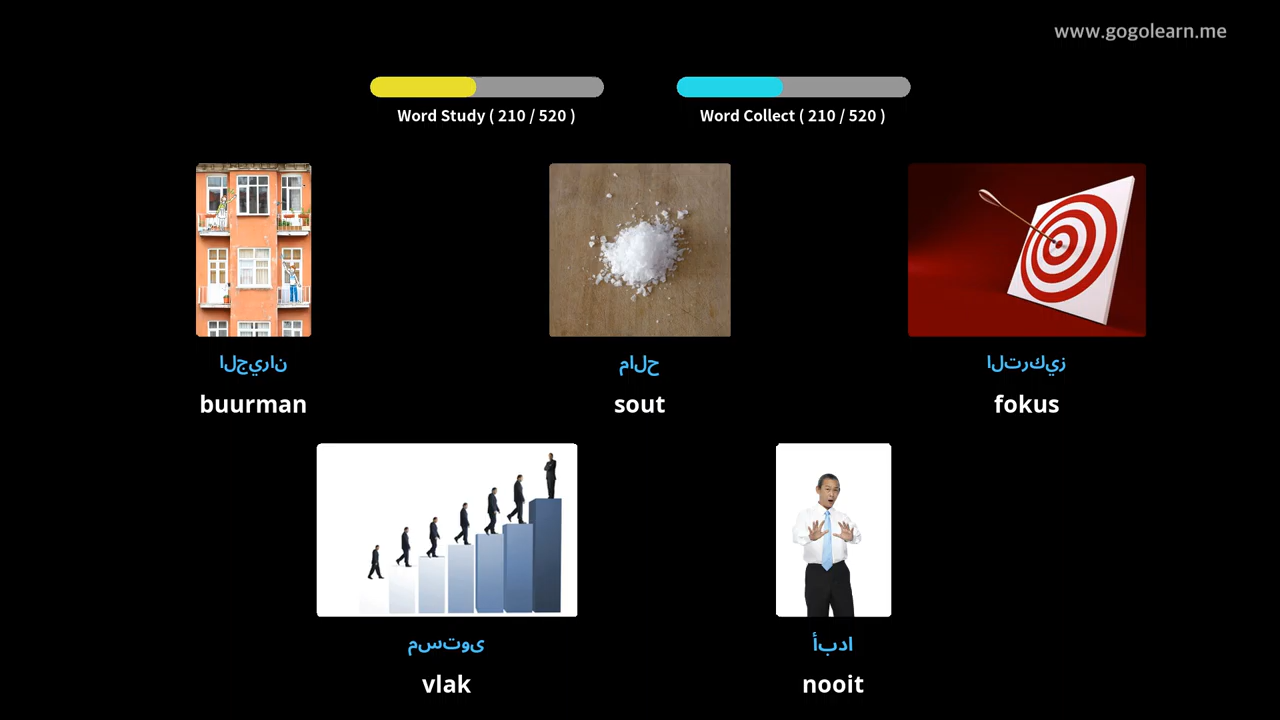 www.gogolearn.me
Word Study ( 210 / 520 )
Word Collect ( 210 / 520 )
الجيران
buurman
مالح
sout
التركيز
fokus
مستوى
vlak
أبدا
nooit